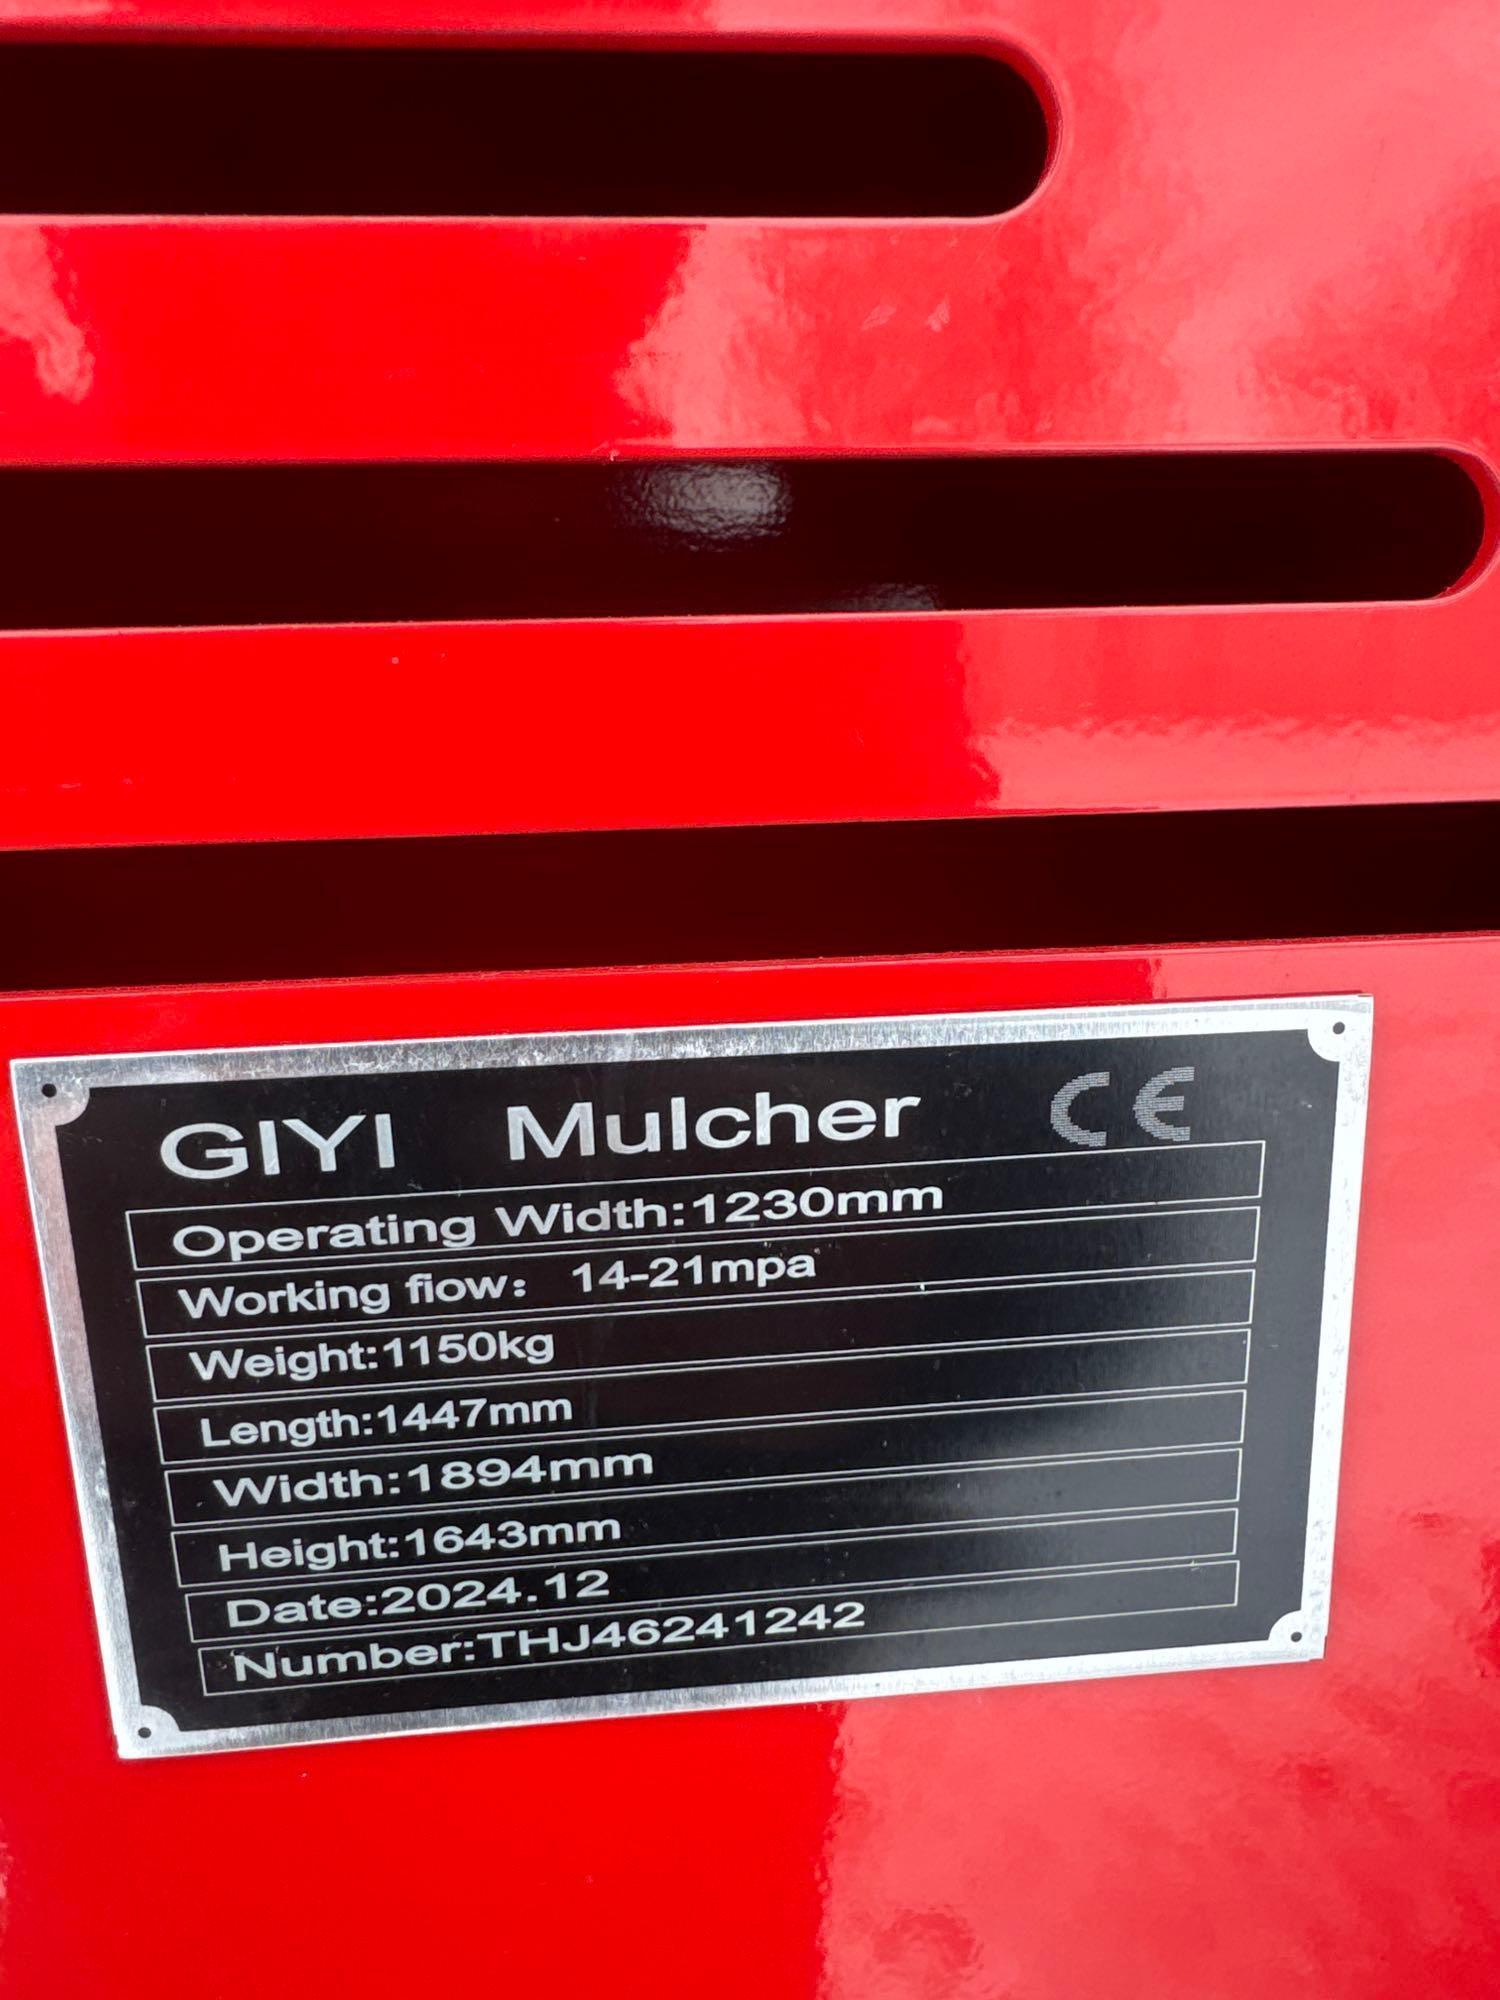 GIYI Mulcher CE
Operating Width:1230mm
Working fiow: 14-21mpa
Weight:1150kg
Length:1447mm
Width:1894mm
Height:1643mm
Date:2024.12
Number:THJ46241242